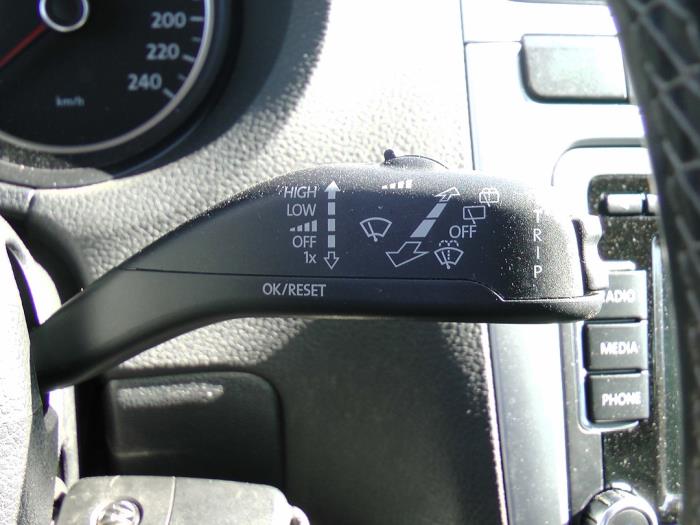 200
220
240
km/h
HIGH
LOW
OFF
1x
OFF
TRIP
OK/RESET
RADIO
MEDIA
PHONE